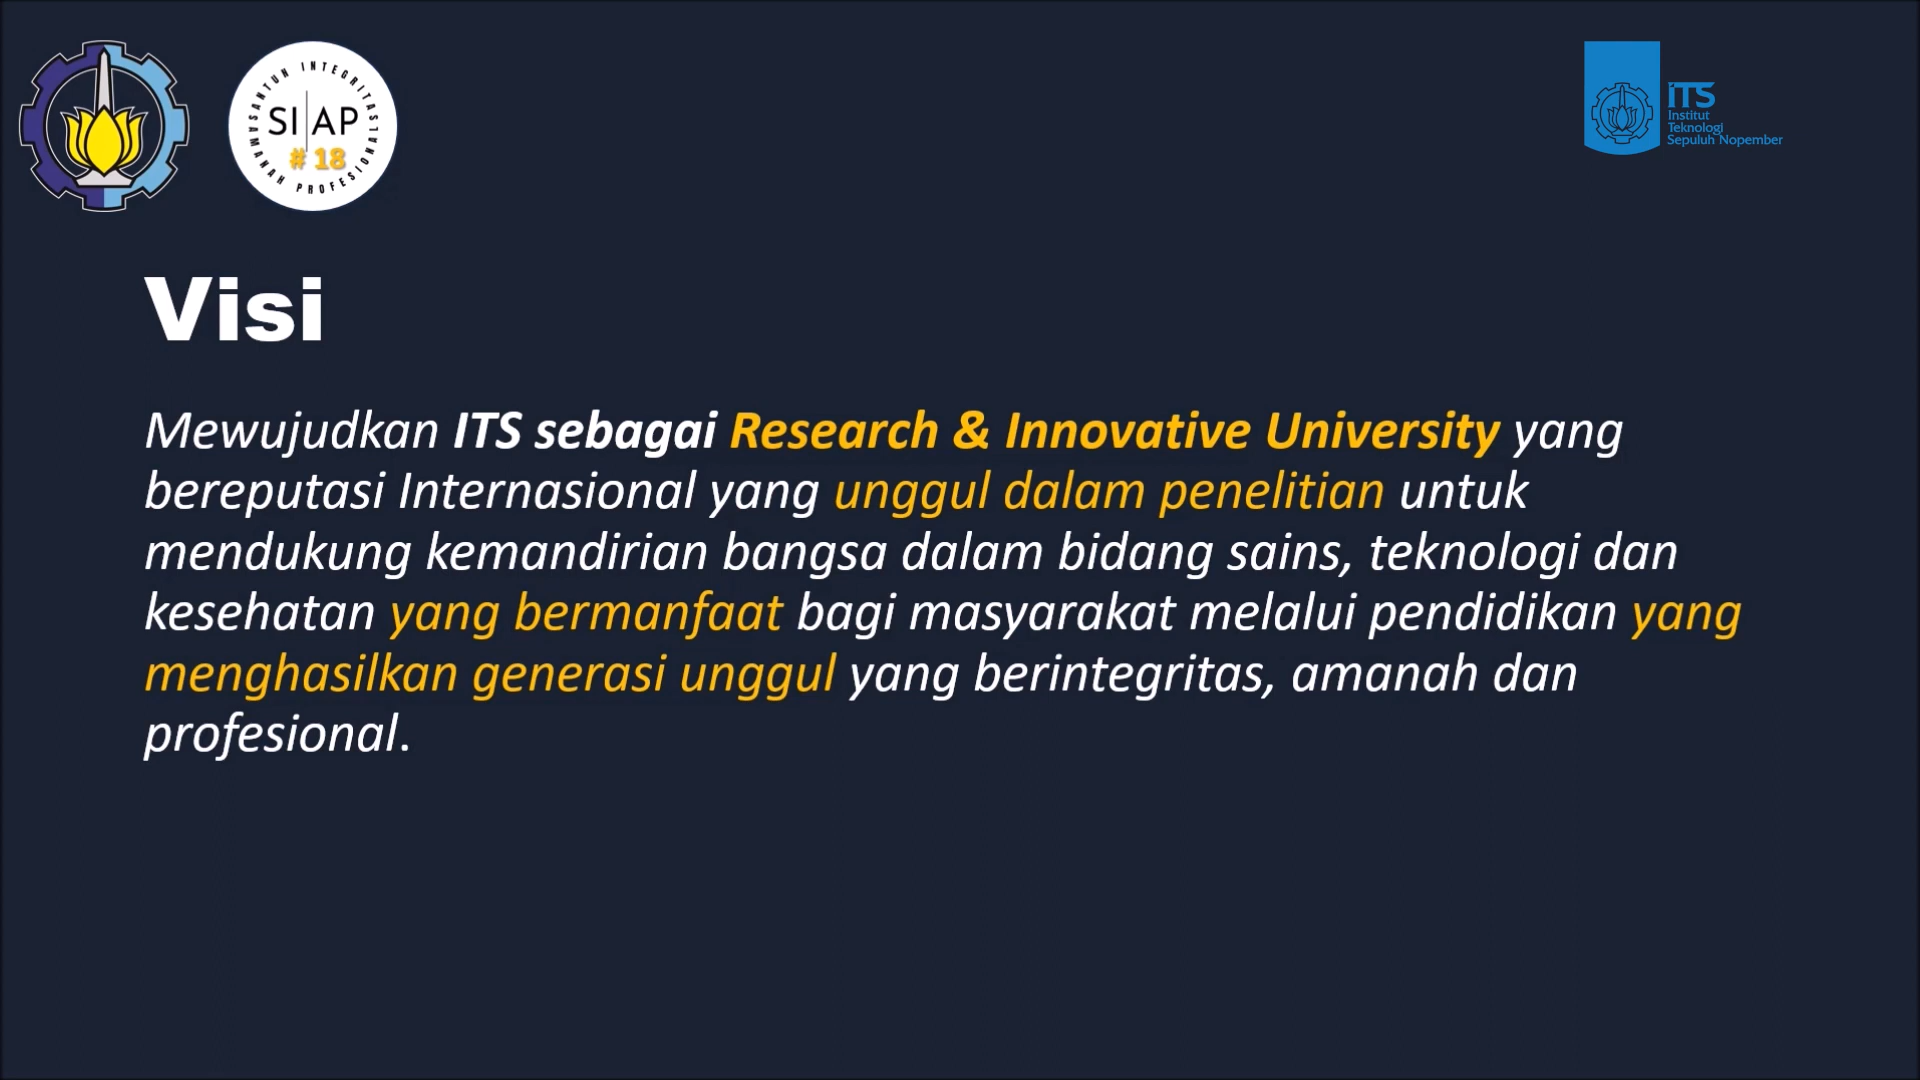 SANTUN INTEGRITAS AMANAH PROFESIONAL
SI|AP
# 18
ITS
Institut
Teknologi
Sepuluh Nopember
Visi
Mewujudkan ITS sebagai Research & Innovative University yang
bereputasi Internasional yang unggul dalam penelitian untuk
mendukung kemandirian bangsa dalam bidang sains, teknologi dan
kesehatan yang bermanfaat bagi masyarakat melalui pendidikan yang
menghasilkan generasi unggul yang berintegritas, amanah dan
profesional.